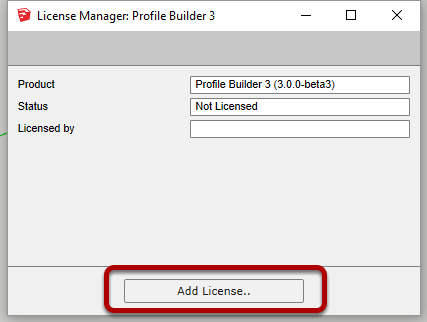 License Manager: Profile Builder 3
Product Profile Builder 3 (3.0.0-beta3)
Status Not Licensed
Licensed by
Add License..